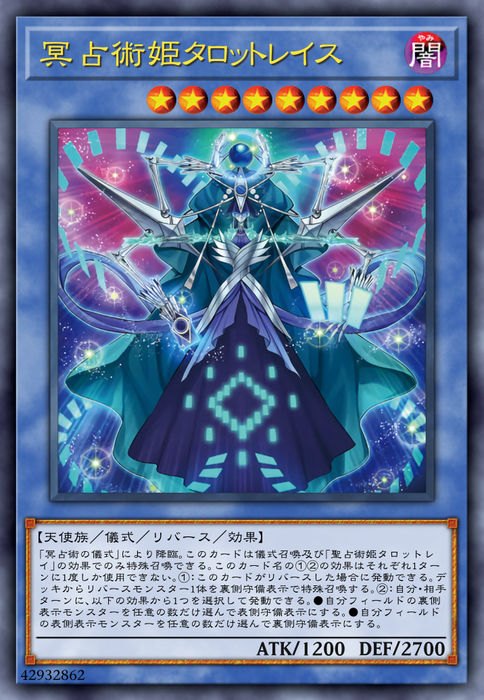 冥占術姫タロットレイス
やみ
闇
【天使族／儀式／リバース／効果】
「冥占術の儀式」により降臨。このカードは儀式召喚及び「聖占術姫タロットレ
イ」の効果でのみ特殊召喚できる。このカード名の①②の効果はそれぞれ1ター
ンに1度しか使用できない。①：このカードがリバースした場合に発動できる。デ
ッキからリバースモンスター1体を裏側守備表示で特殊召喚する。②：自分・相手
ターンに、以下の効果から1つを選択して発動できる。●自分フィールドの裏側
表示モンスターを任意の数だけ選んで表側守備表示にする。●自分フィールド
の表側表示モンスターを任意の数だけ選んで裏側守備表示にする。
ATK/1200 DEF/2700
42932862